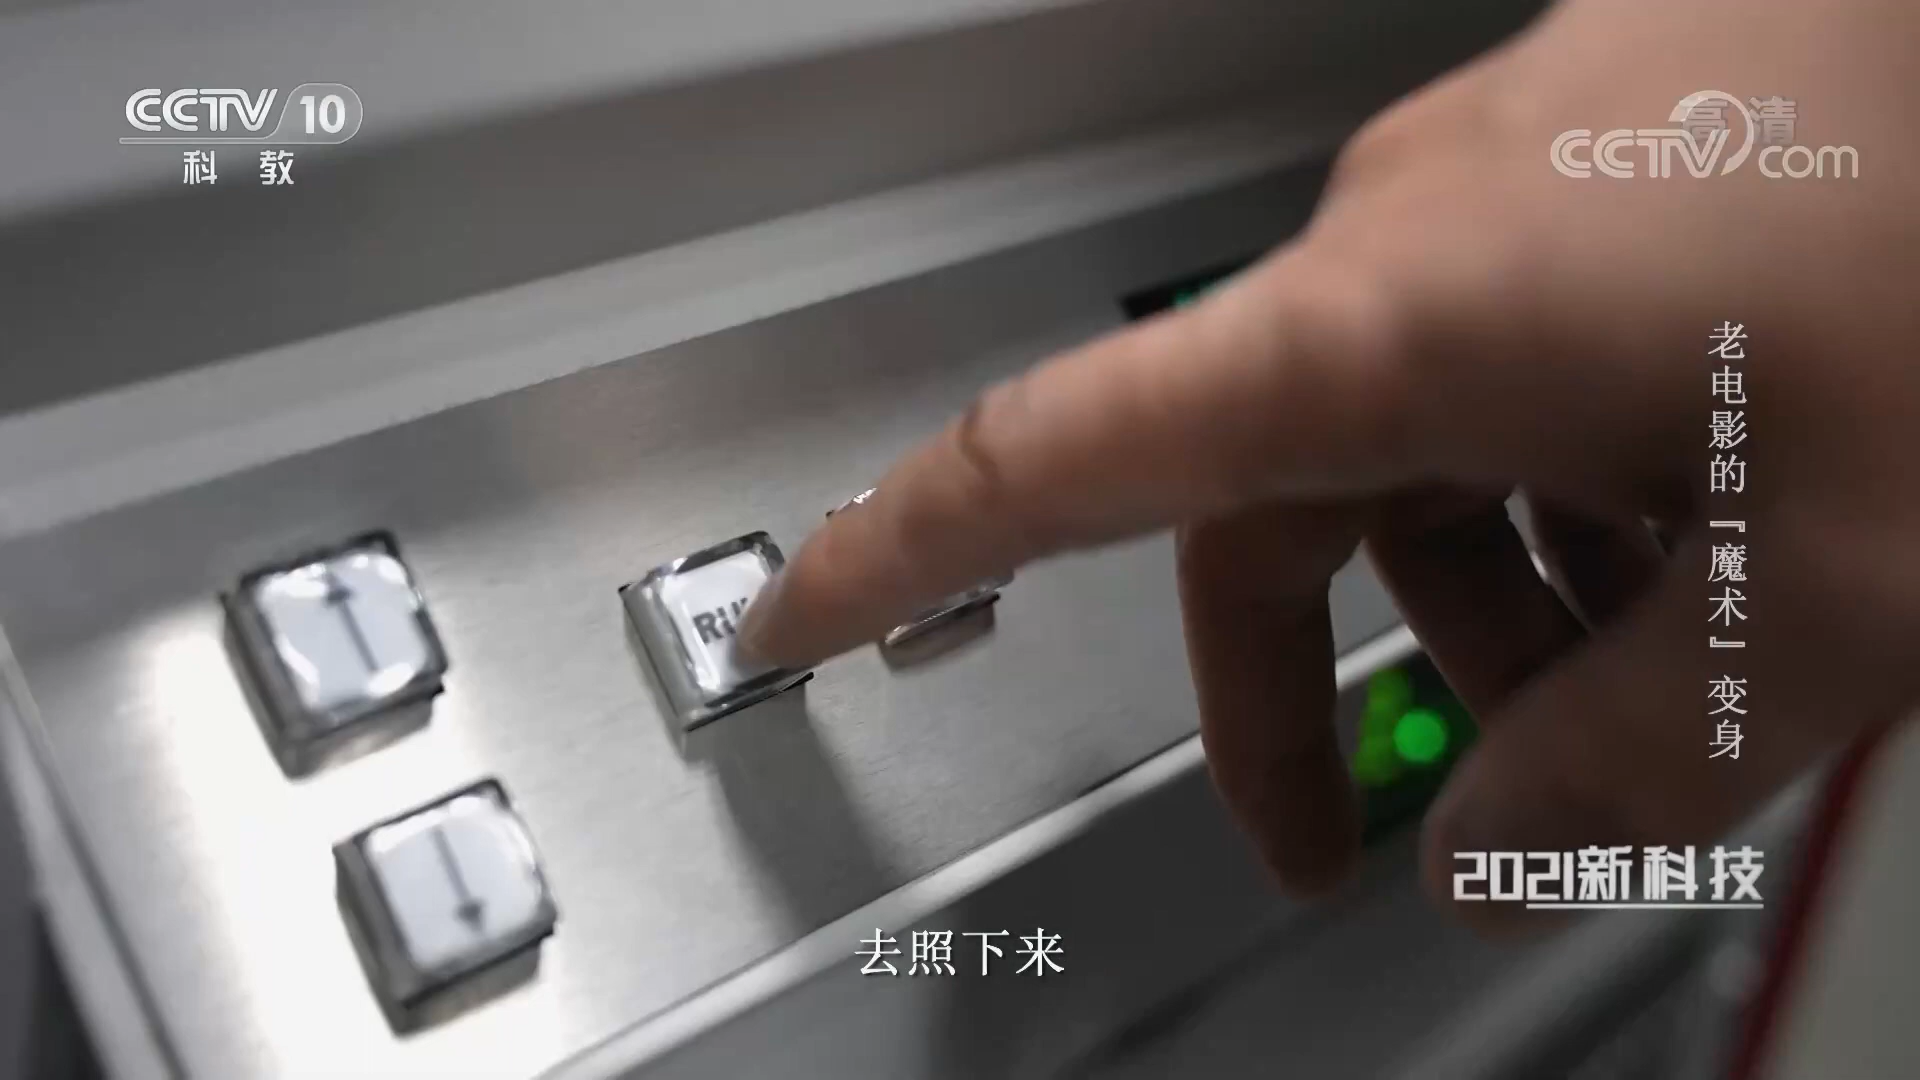 CCTV 10
科 教
高清
CCTV com
老电影的『魔术』变身
RU
2021新科技
去照下来